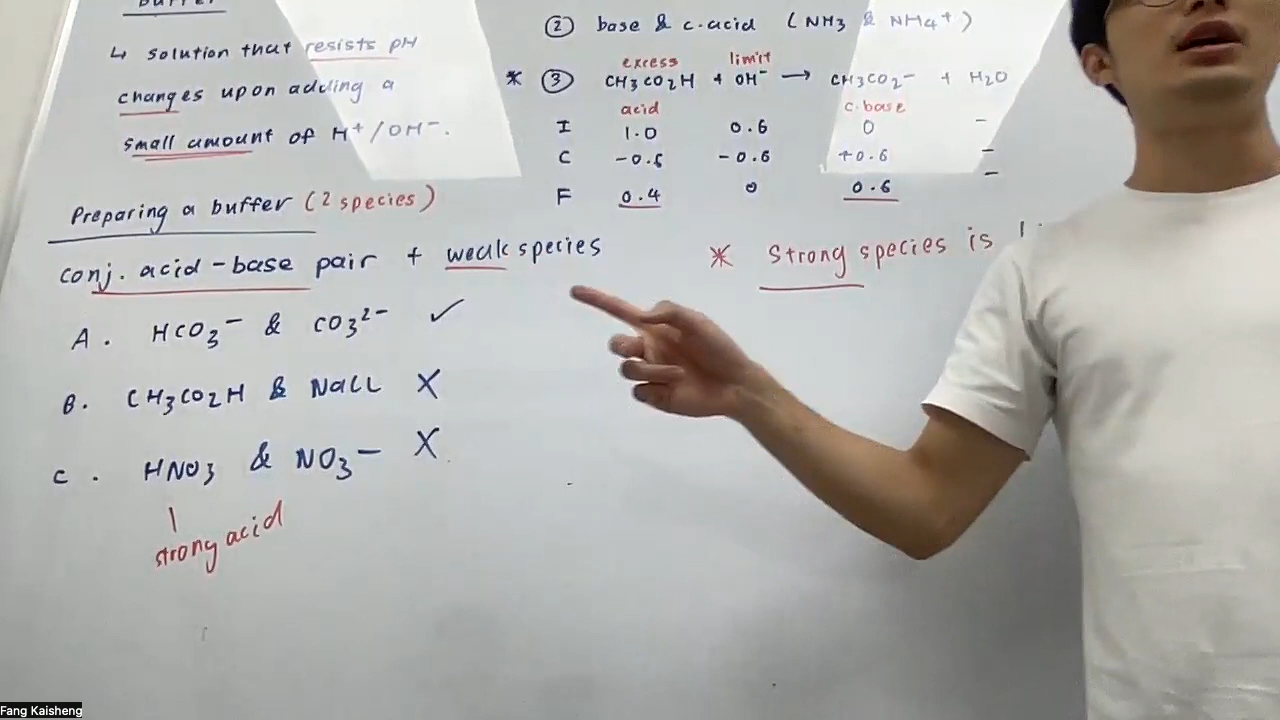 buffer
↳ solution that resists pH
changes upon adding a
small amount of H⁺/OH⁻.
Preparing a buffer (2 species)
conj. acid-base pair + weak species
A. HCO₃⁻ & CO₃²⁻ ✓
B. CH₃CO₂H & NaCl X
C. HNO₃ & NO₃⁻ X
strong acid
② base & c.acid (NH₃ & NH₄⁺)
excess limit
* ③ CH₃CO₂H + OH⁻ → CH₃CO₂⁻ + H₂O
acid c.base
I 1.0 0.6 0 -
C -0.6 -0.6 +0.6 -
F 0.4 0 0.6 -
* Strong species is
Fang Kaisheng